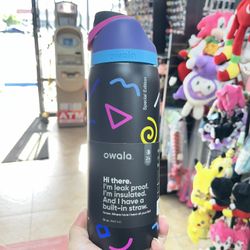 ATM
owala
Special Edition
Hi there.
I'm leak proof.
I'm insulated.
And I have a
built-in straw.